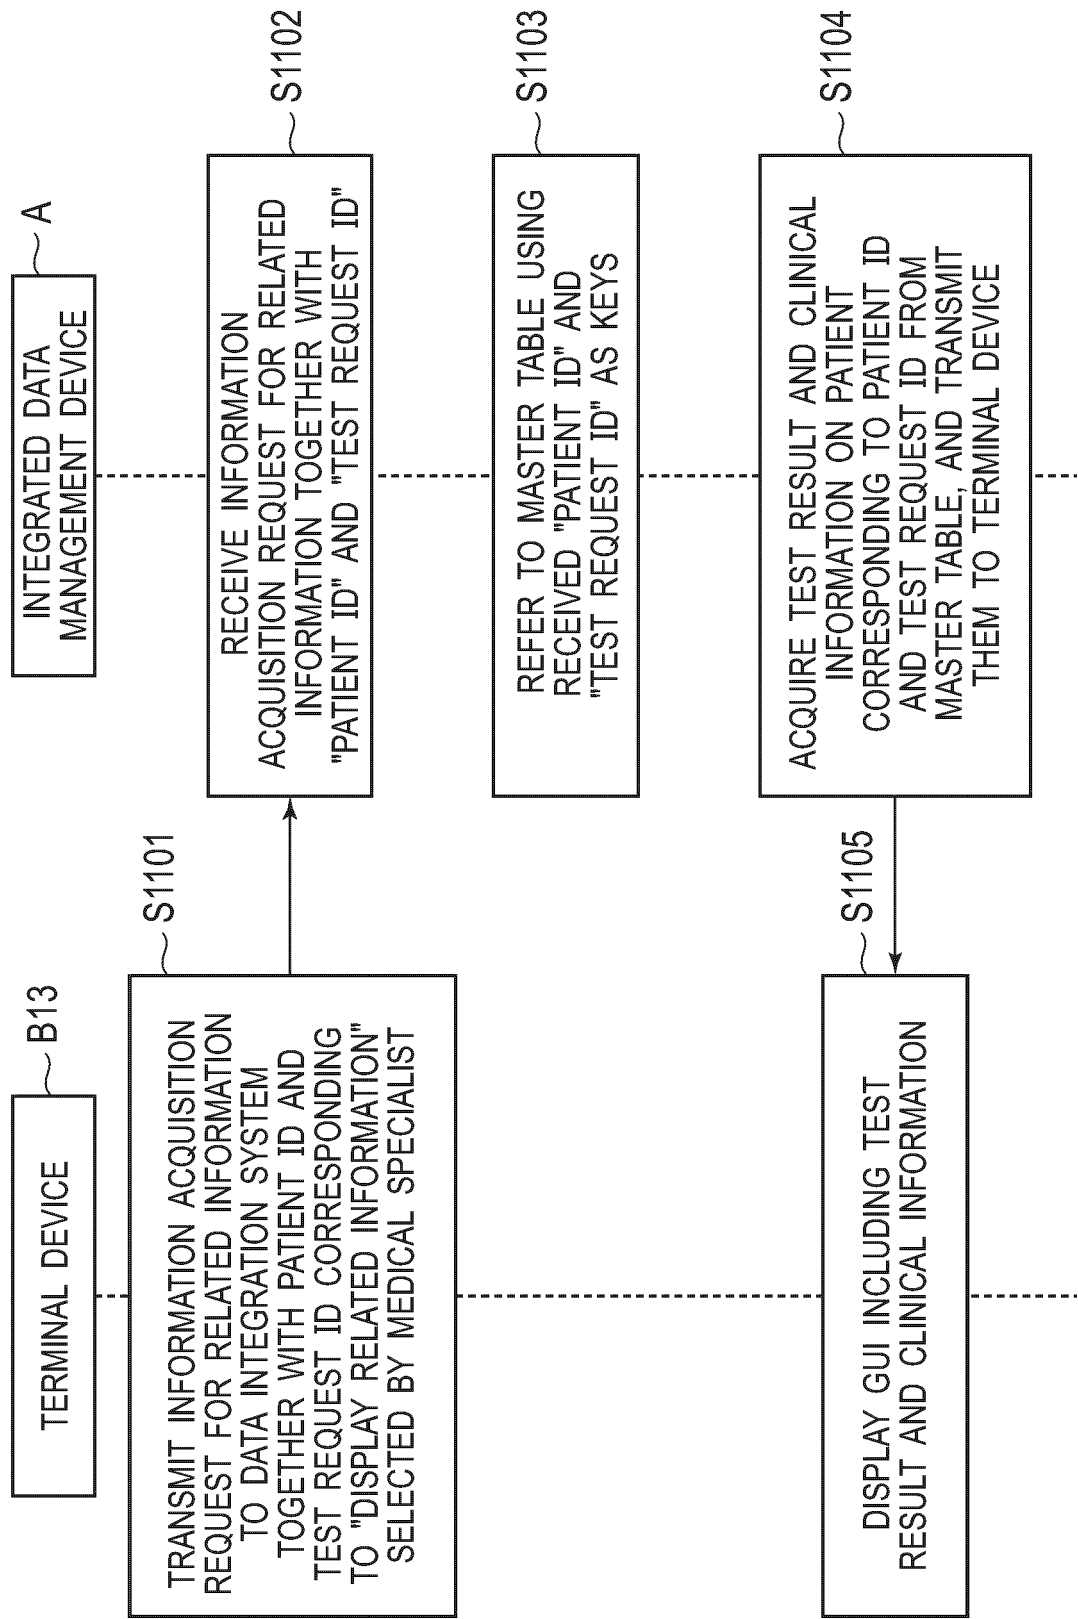 TERMINAL DEVICE
B13
INTEGRATED DATA
MANAGEMENT DEVICE
A
S1101
TRANSMIT INFORMATION ACQUISITION
REQUEST FOR RELATED INFORMATION
TO DATA INTEGRATION SYSTEM
TOGETHER WITH PATIENT ID AND
TEST REQUEST ID CORRESPONDING
TO "DISPLAY RELATED INFORMATION"
SELECTED BY MEDICAL SPECIALIST
S1102
RECEIVE INFORMATION
ACQUISITION REQUEST FOR RELATED
INFORMATION TOGETHER WITH
"PATIENT ID" AND "TEST REQUEST ID"
S1103
REFER TO MASTER TABLE USING
RECEIVED "PATIENT ID" AND
"TEST REQUEST ID" AS KEYS
S1104
ACQUIRE TEST RESULT AND CLINICAL
INFORMATION ON PATIENT
CORRESPONDING TO PATIENT ID
AND TEST REQUEST ID FROM
MASTER TABLE, AND TRANSMIT
THEM TO TERMINAL DEVICE
S1105
DISPLAY GUI INCLUDING TEST
RESULT AND CLINICAL INFORMATION